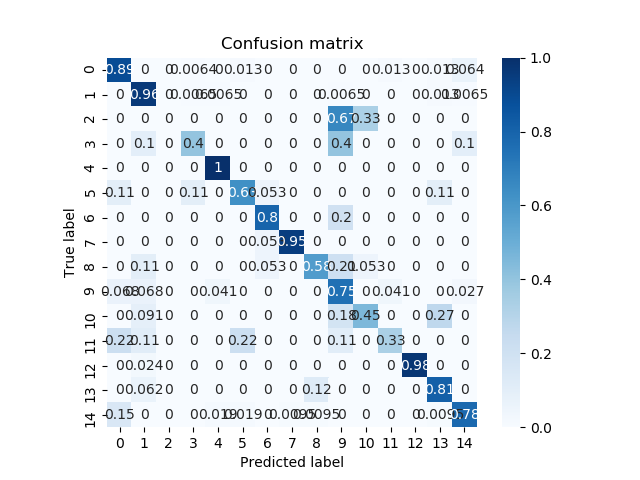 Confusion matrix
0 0.89 0 0 0.0064 0 0.013 0 0 0 0 0 0.013 0 0.013 0.064 1.0
1 0 0.96 0 0.0065 0.0065 0 0 0 0 0.0065 0 0 0 0.013 0.0065
2 0 0 0 0 0 0 0 0 0 0.33 0 0 0 0
3 0 0.1 0 0.4 0 0 0 0 0 0.4 0 0 0 0 0.1 0.8
4 0 0 0 0 1 0 0 0 0 0 0 0 0 0 0
5 0.11 0 0 0.11 0 0.053 0 0 0 0 0 0 0.11 0
6 0 0 0 0 0 0 0.8 0 0 0.2 0 0 0 0 0 0.6
7 0 0 0 0 0 0 0.95 0 0 0 0 0 0 0
8 0 0.11 0 0 0 0 0.053 0 0.58 0.21 0.053 0 0 0 0
9 0.068 0.068 0 0 0.041 0 0 0 0 0.75 0 0.041 0 0 0.027 0.4
10 0 0.091 0 0 0 0 0 0 0 0.18 0.45 0 0 0.27 0
11 0.22 0.11 0 0 0 0.22 0 0 0 0.11 0 0.33 0 0 0
12 0 0.024 0 0 0 0 0 0 0 0 0 0 0.98 0 0 0.2
13 0 0.062 0 0 0 0 0 0 0.12 0 0 0 0 0.81 0
14 0.15 0 0 0 0.019 0.019 0 0.0095 0.0095 0 0 0 0 0.78 0.0
0 1 2 3 4 5 6 7 8 9 10 11 12 13 14
True label
Predicted label